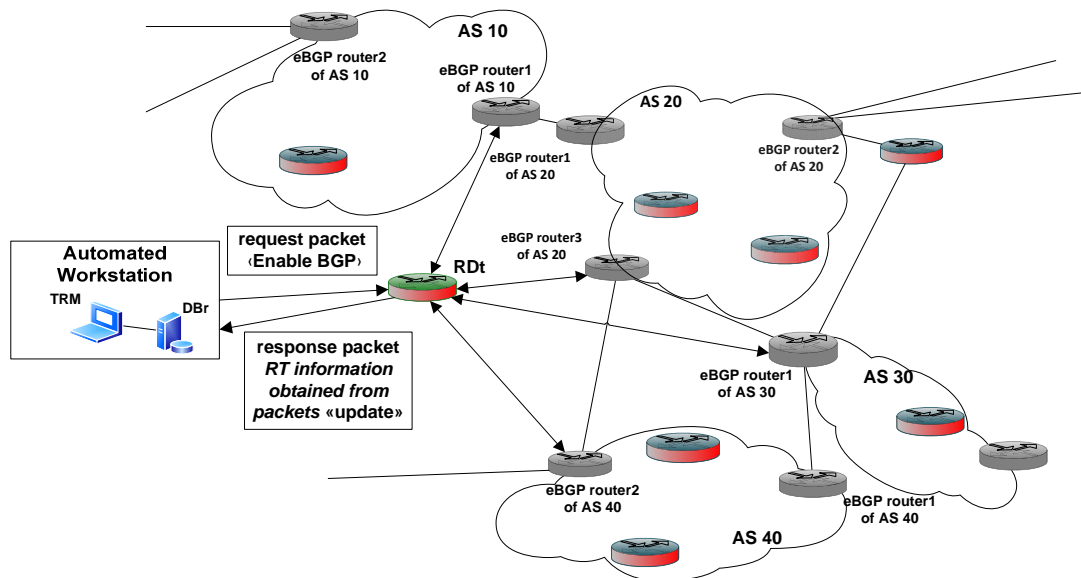 AS 10
eBGP router2
of AS 10
eBGP router1
of AS 10
AS 20
eBGP router1
of AS 20
eBGP router2
of AS 20
eBGP router3
of AS 20
Automated
Workstation
TRM
DBr
request packet
‹Enable BGP›
RDt
response packet
RT information
obtained from
packets «update»
eBGP router1
of AS 30
AS 30
eBGP router2
of AS 40
eBGP router1
of AS 40
AS 40